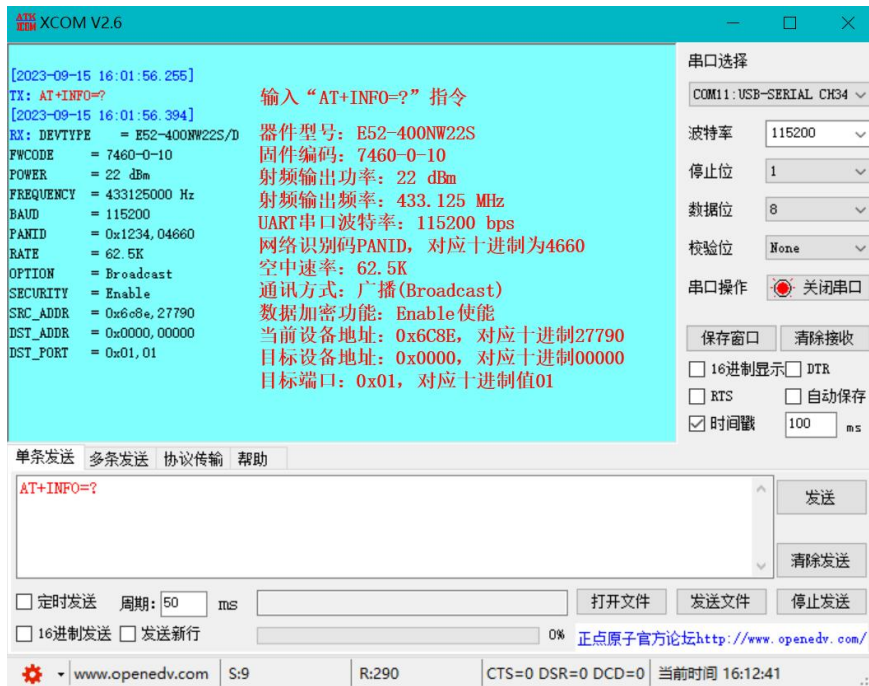 ATK XCOM XCOM V2.6
[2023-09-15 16:01:56.255]
TX: AT+INFO=?
[2023-09-15 16:01:56.394]
RX: DEVTYPE = E52-400NW22S/D
FWCODE = 7460-0-10
POWER = 22 dBm
FREQUENCY = 433125000 Hz
BAUD = 115200
PANID = 0x1234,04660
RATE = 62.5K
OPTION = Broadcast
SECURITY = Enable
SRC_ADDR = 0x6c8e,27790
DST_ADDR = 0x0000,00000
DST_PORT = 0x01,01
输入“AT+INFO=?”指令
器件型号：E52-400NW22S
固件编码：7460-0-10
射频输出功率：22 dBm
射频输出频率：433.125 MHz
UART串口波特率：115200 bps
网络识别码PANID，对应十进制为4660
空中速率：62.5K
通讯方式：广播(Broadcast)
数据加密功能：Enable使能
当前设备地址：0x6C8E，对应十进制27790
目标设备地址：0x0000，对应十进制00000
目标端口：0x01，对应十进制值01
串口选择
COM11:USB-SERIAL CH34
波特率 115200
停止位 1
数据位 8
校验位 None
串口操作 关闭串口
保存窗口 清除接收
16进制显示 DTR
RTS 自动保存
时间戳 100 ms
单条发送 多条发送 协议传输 帮助
AT+INFO=?
发送
清除发送
定时发送 周期: 50 ms 打开文件 发送文件 停止发送
16进制发送 发送新行 0% 正点原子官方论坛http://www.openedv.com/
www.openedv.com S:9 R:290 CTS=0 DSR=0 DCD=0 当前时间 16:12:41